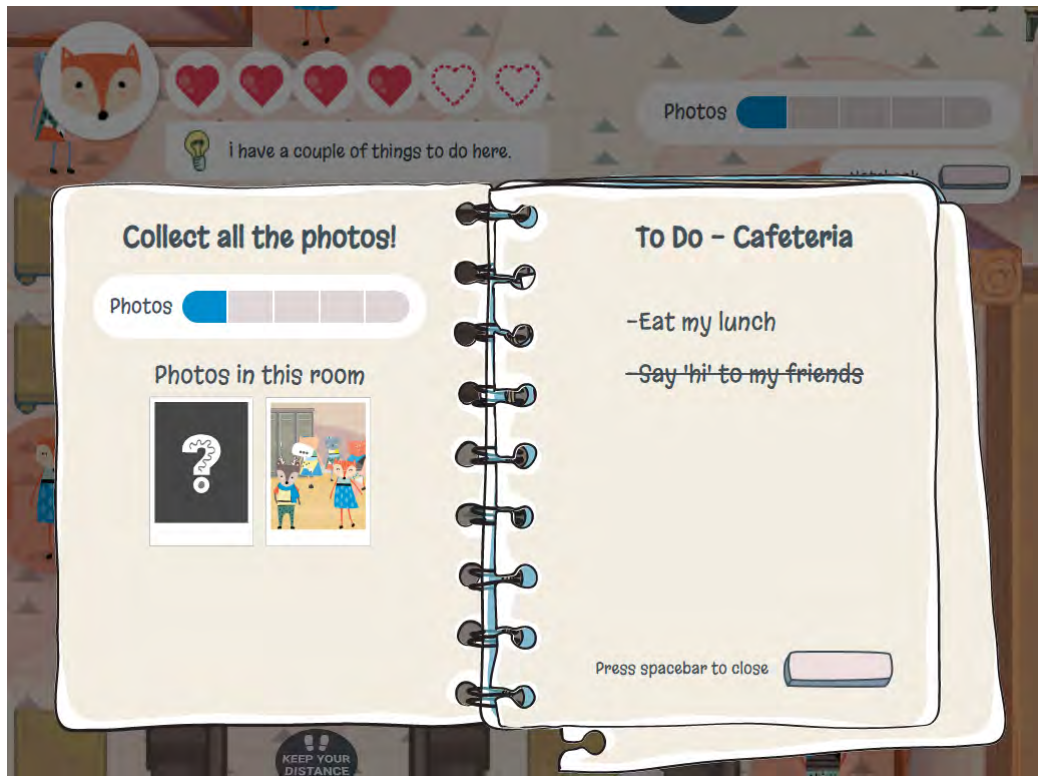 Photos
i have a couple of things to do here.
Collect all the photos!
Photos
Photos in this room
?
...
To Do - Cafeteria
-Eat my lunch
-Say 'hi' to my friends
Press spacebar to close
KEEP YOUR
DISTANCE